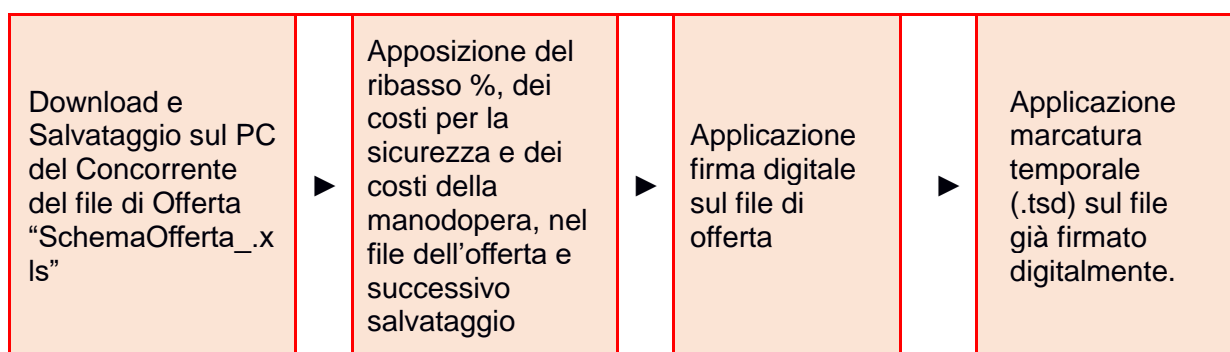 Download e
Salvataggio sul PC
del Concorrente
del file di Offerta
“SchemaOfferta_.x
ls”
►
Apposizione del
ribasso %, dei
costi per la
sicurezza e dei
costi della
manodopera, nel
file dell’offerta e
successivo
salvataggio
►
Applicazione
firma digitale
sul file di
offerta
►
Applicazione
marcatura
temporale
(.tsd) sul file
già firmato
digitalmente.